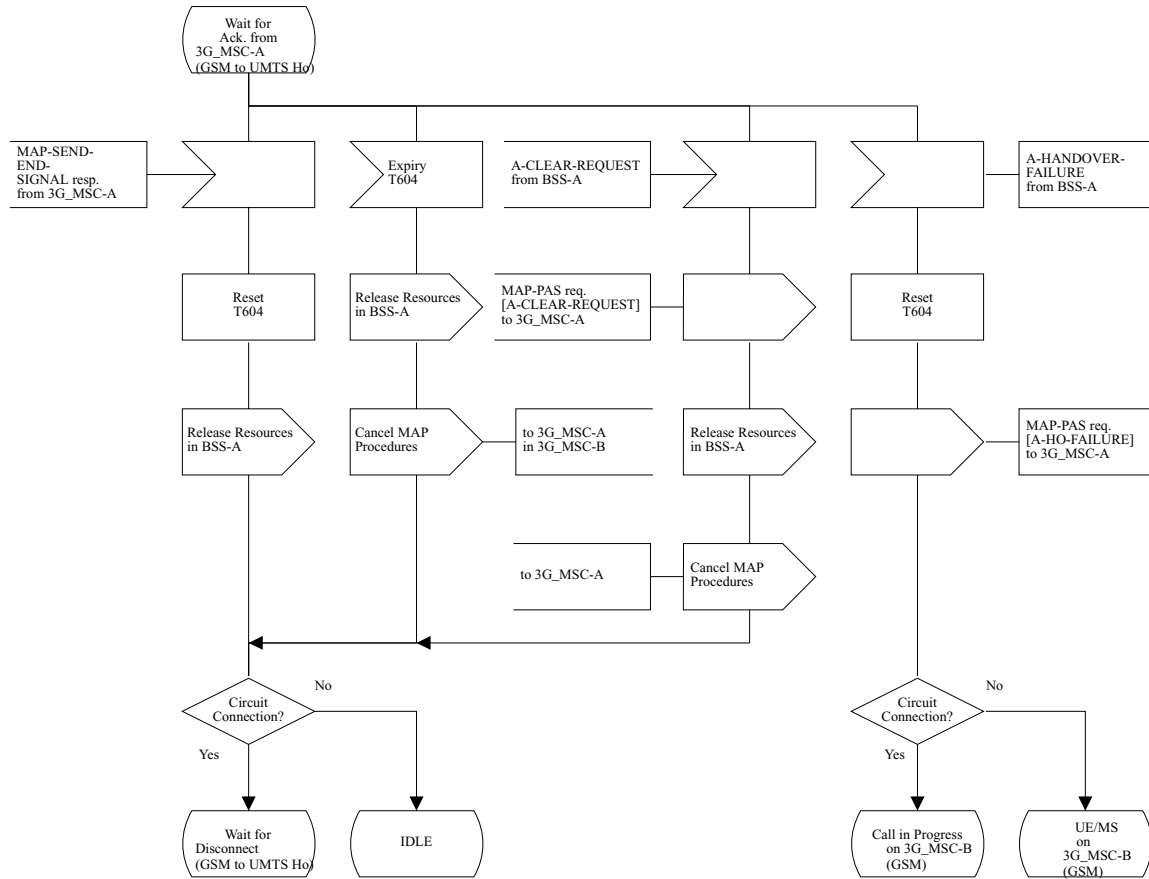 Wait for
Ack. from
3G_MSC-A
(GSM to UMTS Ho)
MAP-SEND-
END-
SIGNAL resp.
from 3G_MSC-A
Expiry
T604
A-CLEAR-REQUEST
from BSS-A
A-HANDOVER-
FAILURE
from BSS-A
Reset
T604
Release Resources
in BSS-A
MAP-PAS req.
[A-CLEAR-REQUEST]
to 3G_MSC-A
Reset
T604
Release Resources
in BSS-A
Cancel MAP
Procedures
to 3G_MSC-A
in 3G_MSC-B
Release Resources
in BSS-A
MAP-PAS req.
[A-HO-FAILURE]
to 3G_MSC-A
to 3G_MSC-A
Cancel MAP
Procedures
Circuit
Connection?
No
Yes
Circuit
Connection?
No
Yes
Wait for
Disconnect
(GSM to UMTS Ho)
IDLE
Call in Progress
on 3G_MSC-B
(GSM)
UE/MS
on
3G_MSC-B
(GSM)